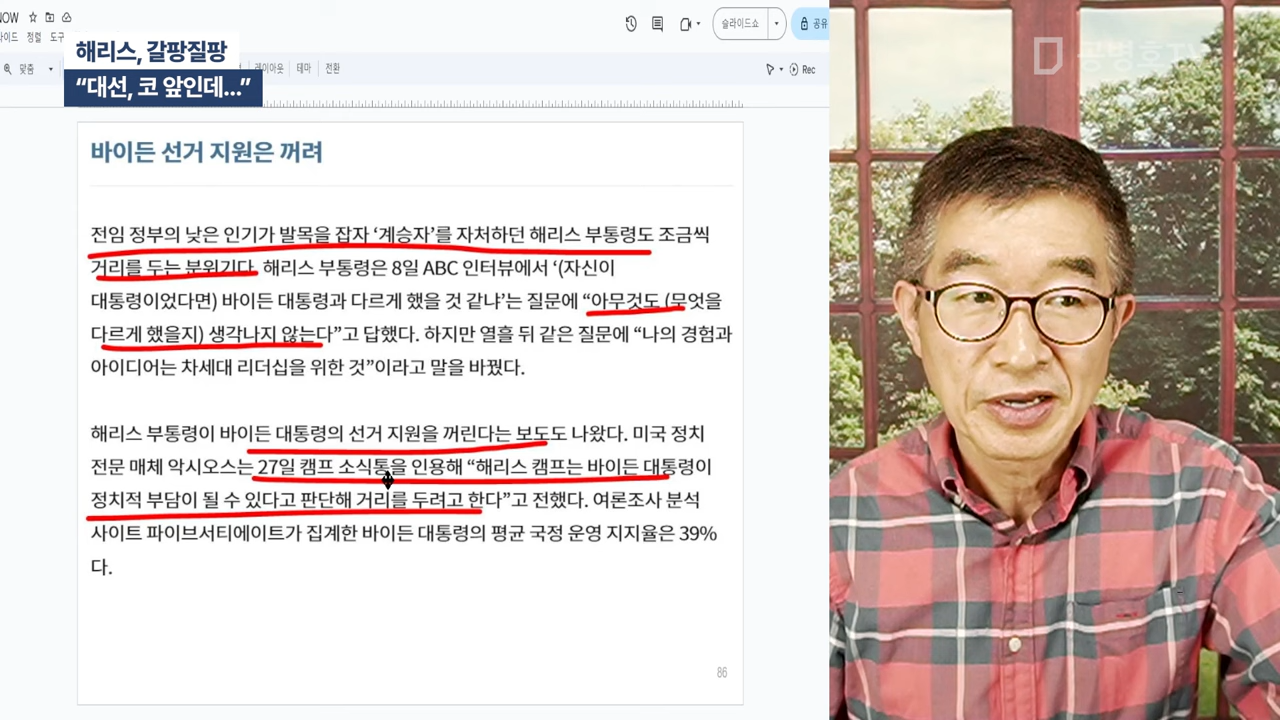 NOW
라이드 정렬 도구
해리스, 갈팡질팡
“대선, 코 앞인데...”
맞춤
레이아웃 테마 전환
슬라이드쇼
공유
Rec
공병호TV
바이든 선거 지원은 꺼려
전임 정부의 낮은 인기가 발목을 잡자 ‘계승자’를 자처하던 해리스 부통령도 조금씩
거리를 두는 분위기다. 해리스 부통령은 8일 ABC 인터뷰에서 ‘(자신이
대통령이었다면) 바이든 대통령과 다르게 했을 것 같냐’는 질문에 “아무것도 (무엇을
다르게 했을지) 생각나지 않는다”고 답했다. 하지만 열흘 뒤 같은 질문에 “나의 경험과
아이디어는 차세대 리더십을 위한 것”이라고 말을 바꿨다.
해리스 부통령이 바이든 대통령의 선거 지원을 꺼린다는 보도도 나왔다. 미국 정치
전문 매체 악시오스는 27일 캠프 소식통을 인용해 “해리스 캠프는 바이든 대통령이
정치적 부담이 될 수 있다고 판단해 거리를 두려고 한다”고 전했다. 여론조사 분석
사이트 파이브서티에이트가 집계한 바이든 대통령의 평균 국정 운영 지지율은 39%
다.
86